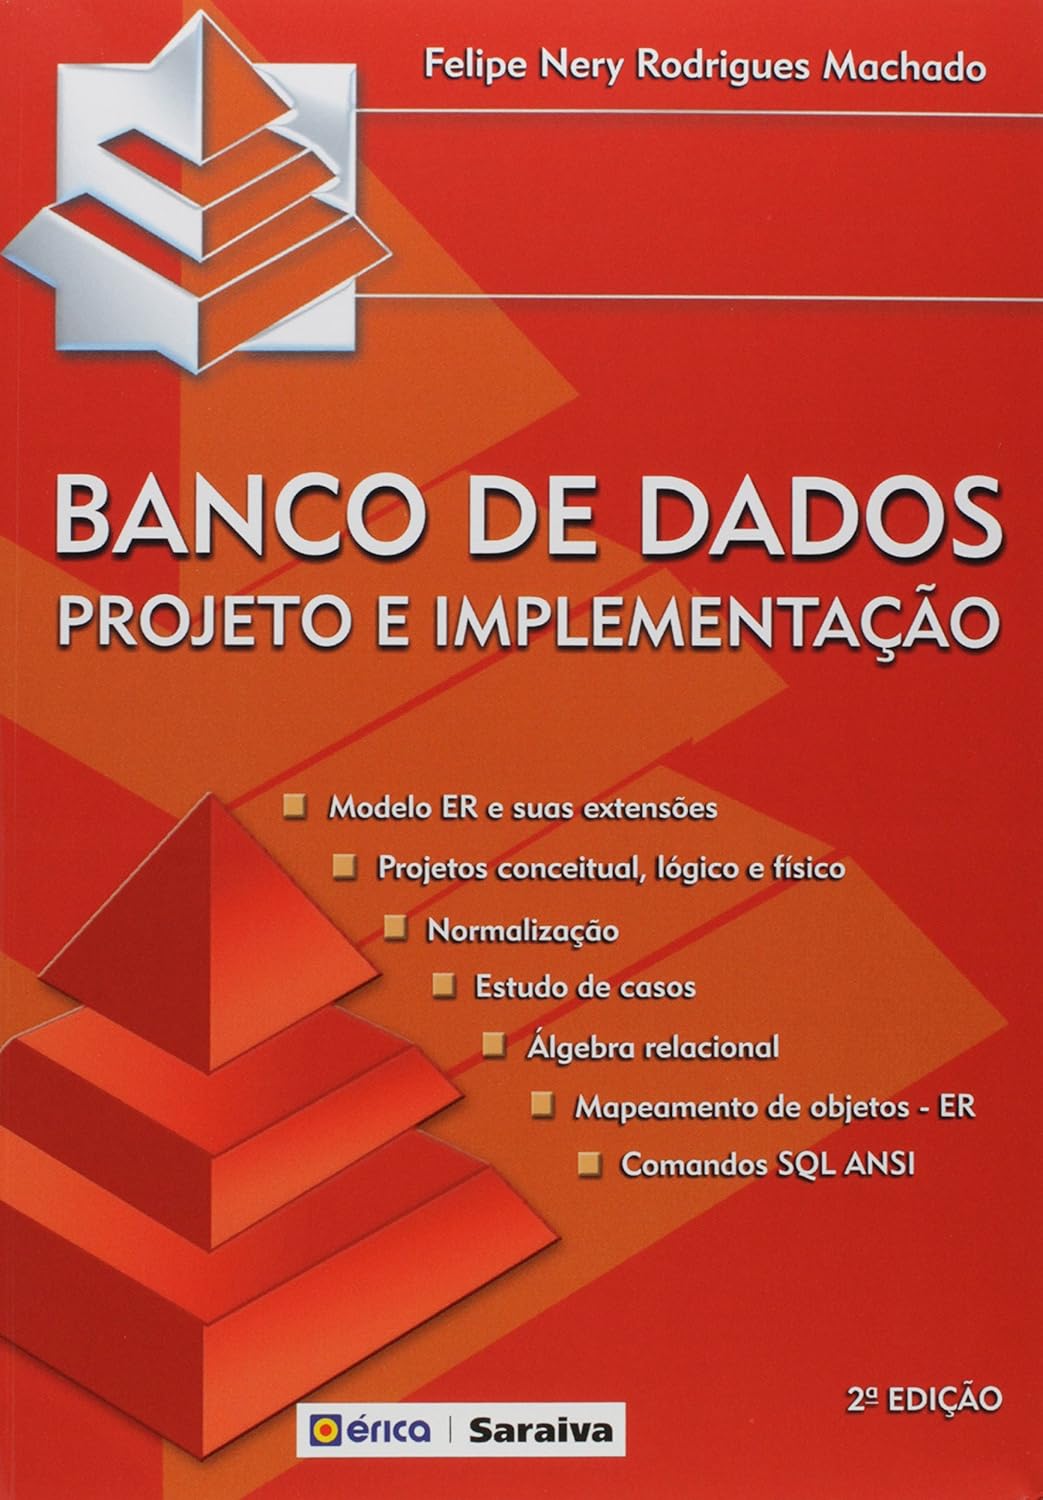 Felipe Nery Rodrigues Machado
BANCO DE DADOS
PROJETO E IMPLEMENTAÇÃO
Modelo ER e suas extensões
Projetos conceitual, lógico e físico
Normalização
Estudo de casos
Álgebra relacional
Mapeamento de objetos - ER
Comandos SQL ANSI
2ª EDIÇÃO
érica | Saraiva